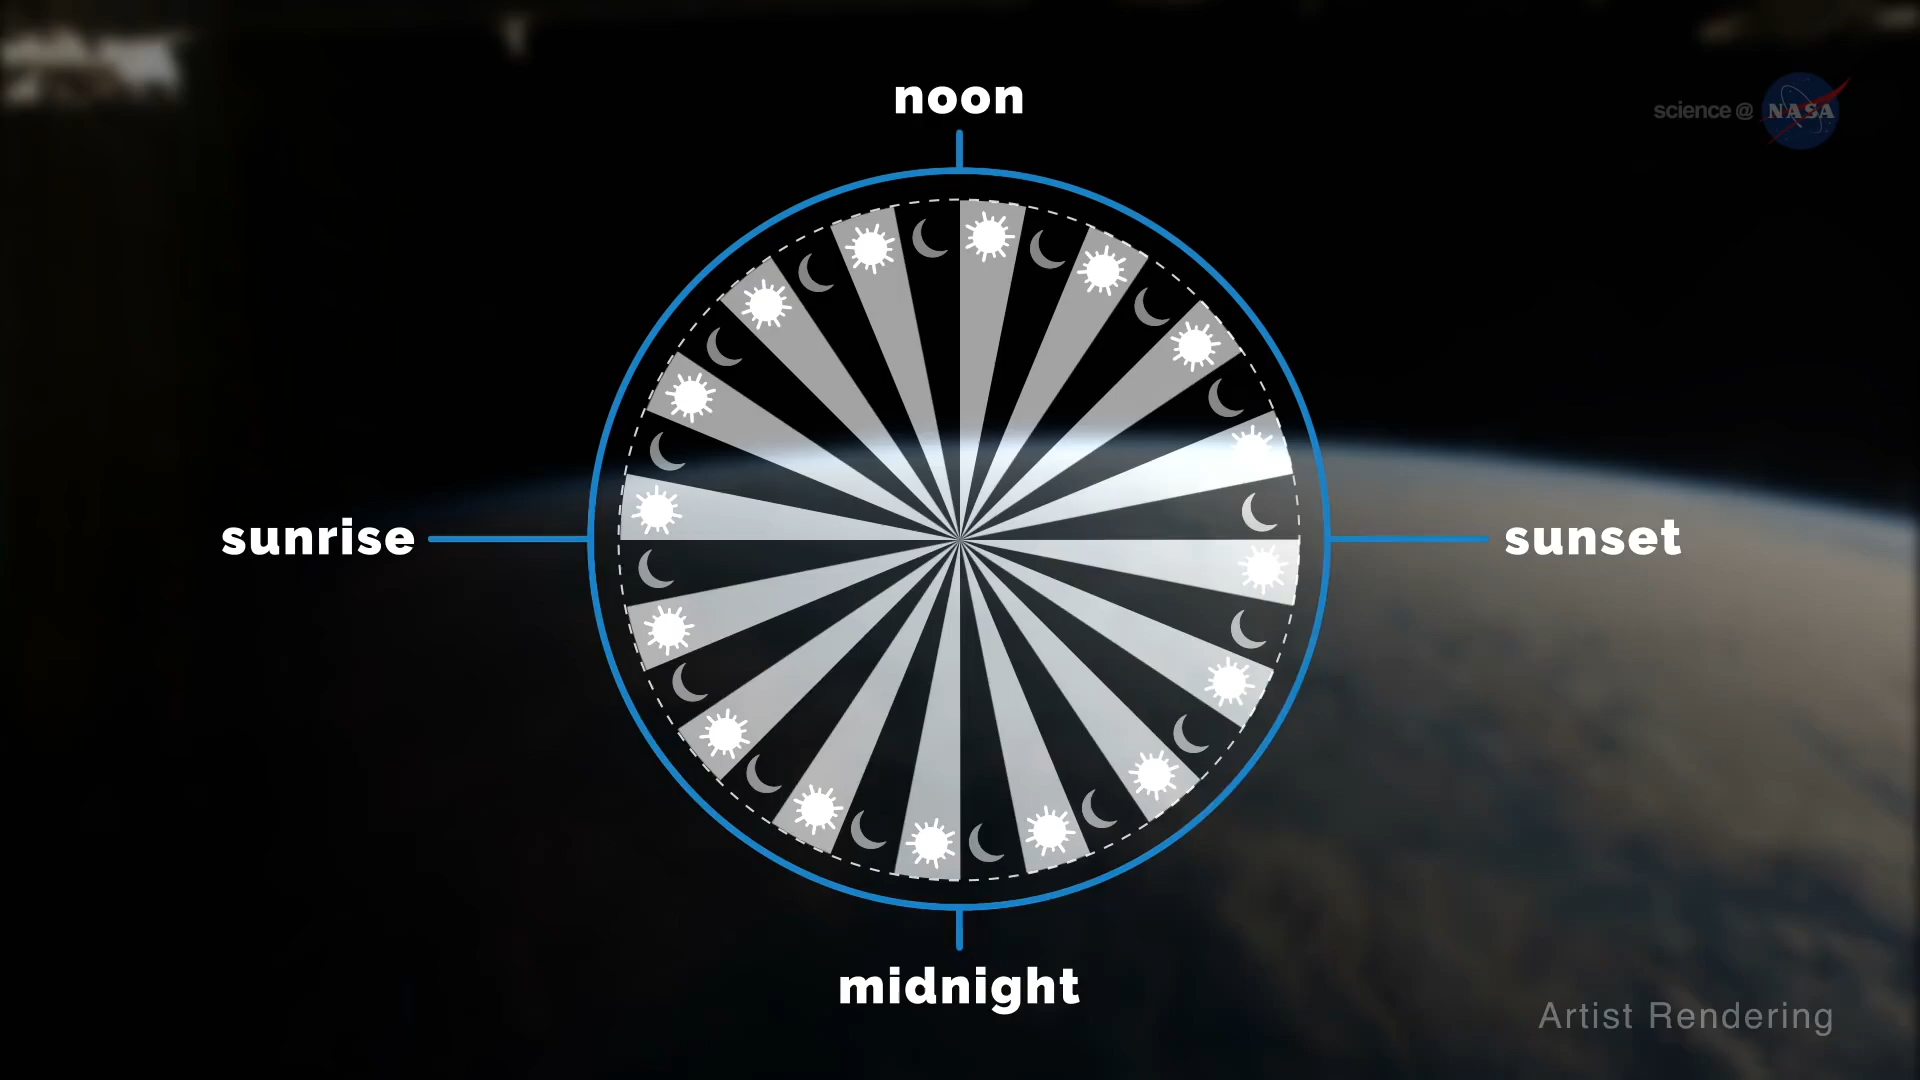 noon
science @ NASA
sunrise
sunset
midnight
Artist Rendering